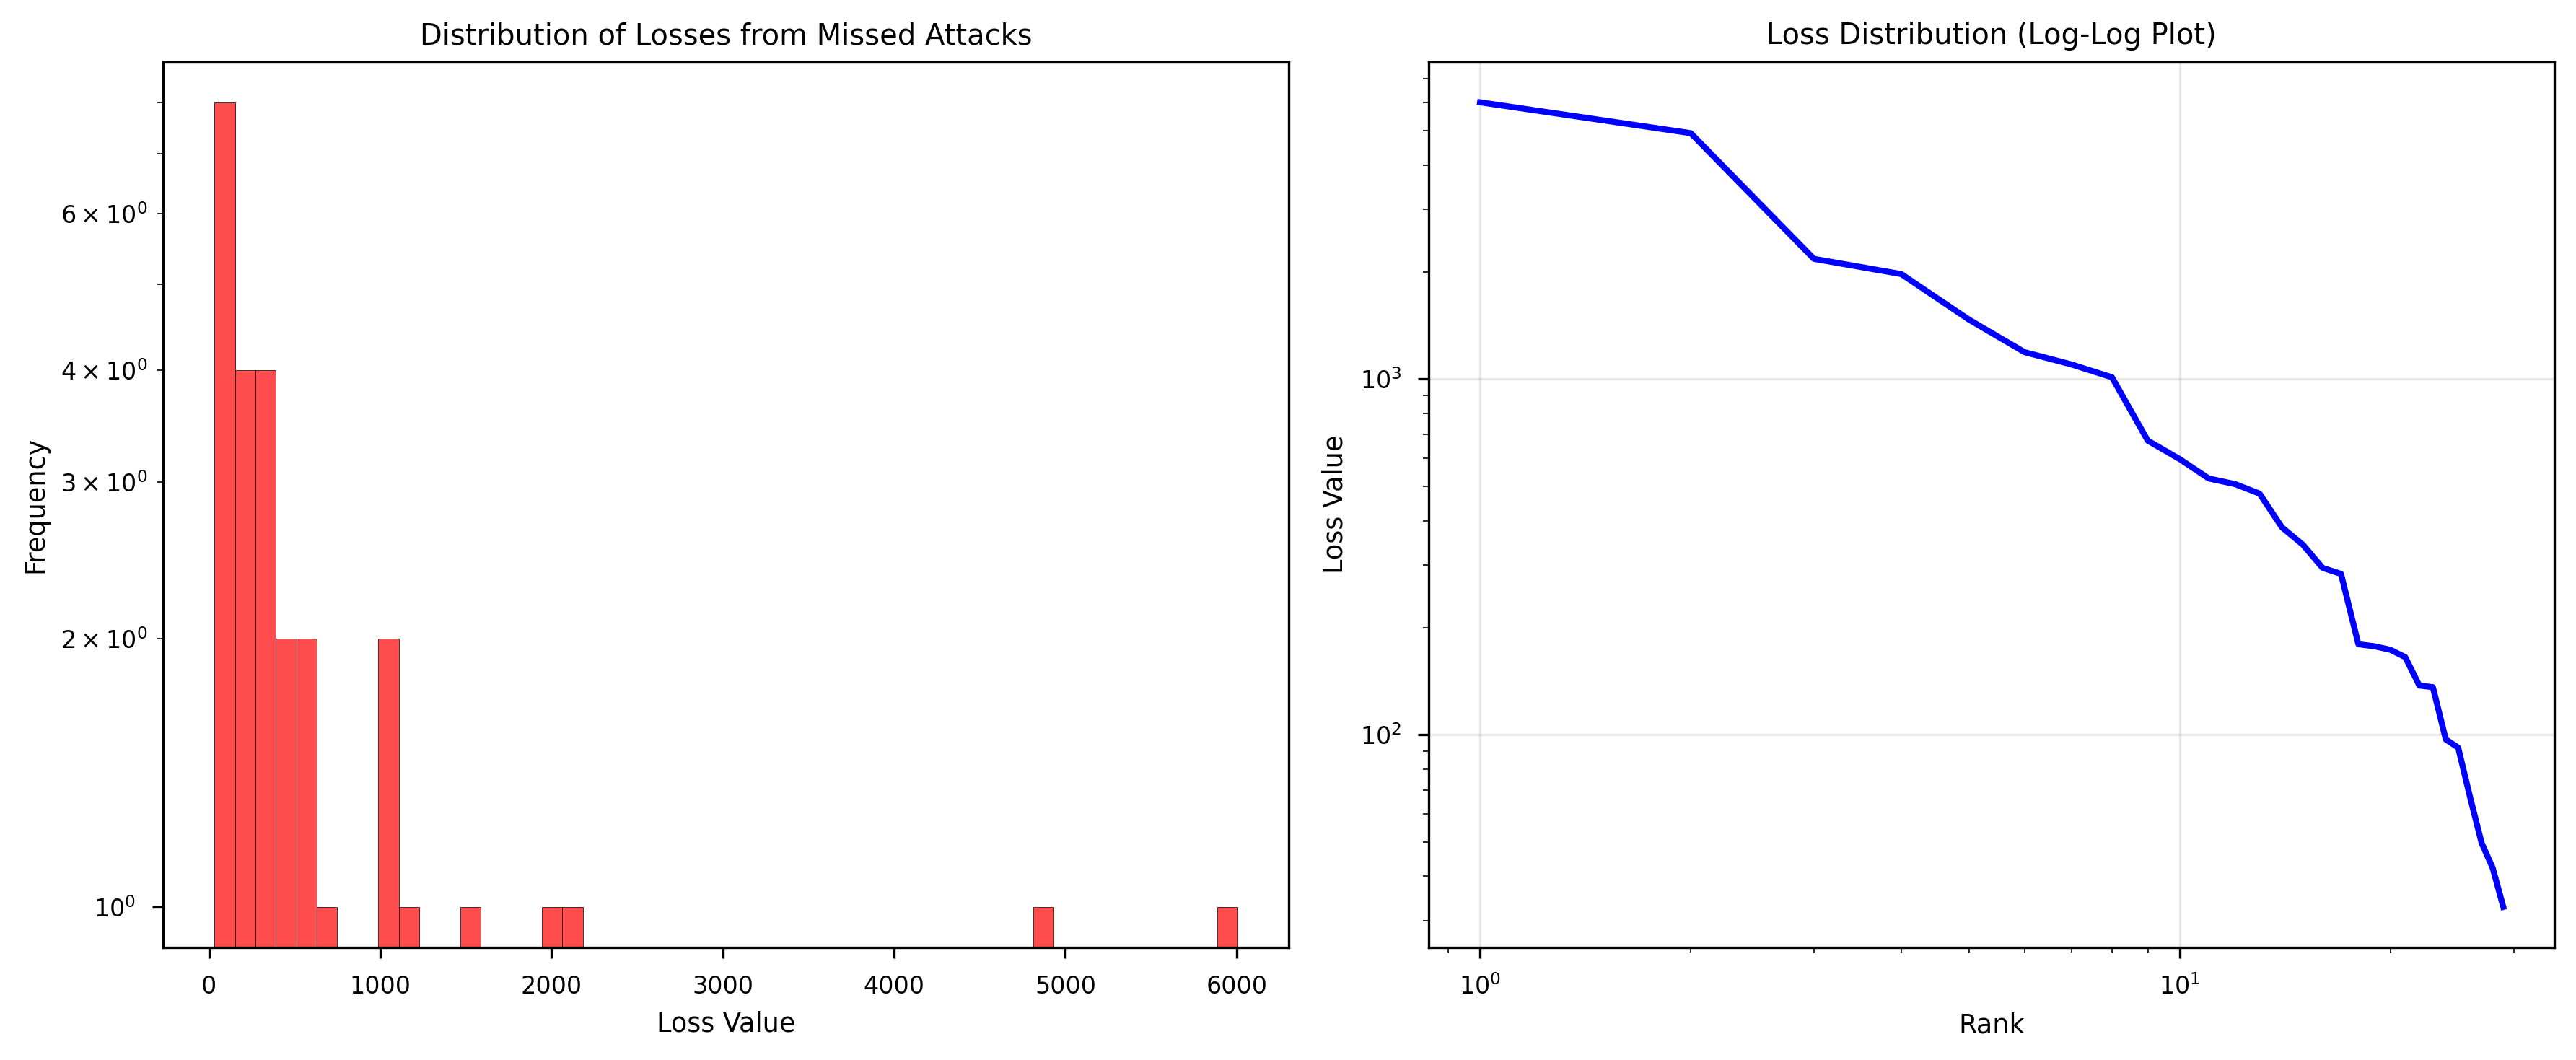 Distribution of Losses from Missed Attacks
Frequency
6 × 10⁰
4 × 10⁰
3 × 10⁰
2 × 10⁰
10⁰
0 1000 2000 3000 4000 5000 6000
Loss Value
Loss Distribution (Log-Log Plot)
Loss Value
10³
10²
10⁰ 10¹
Rank